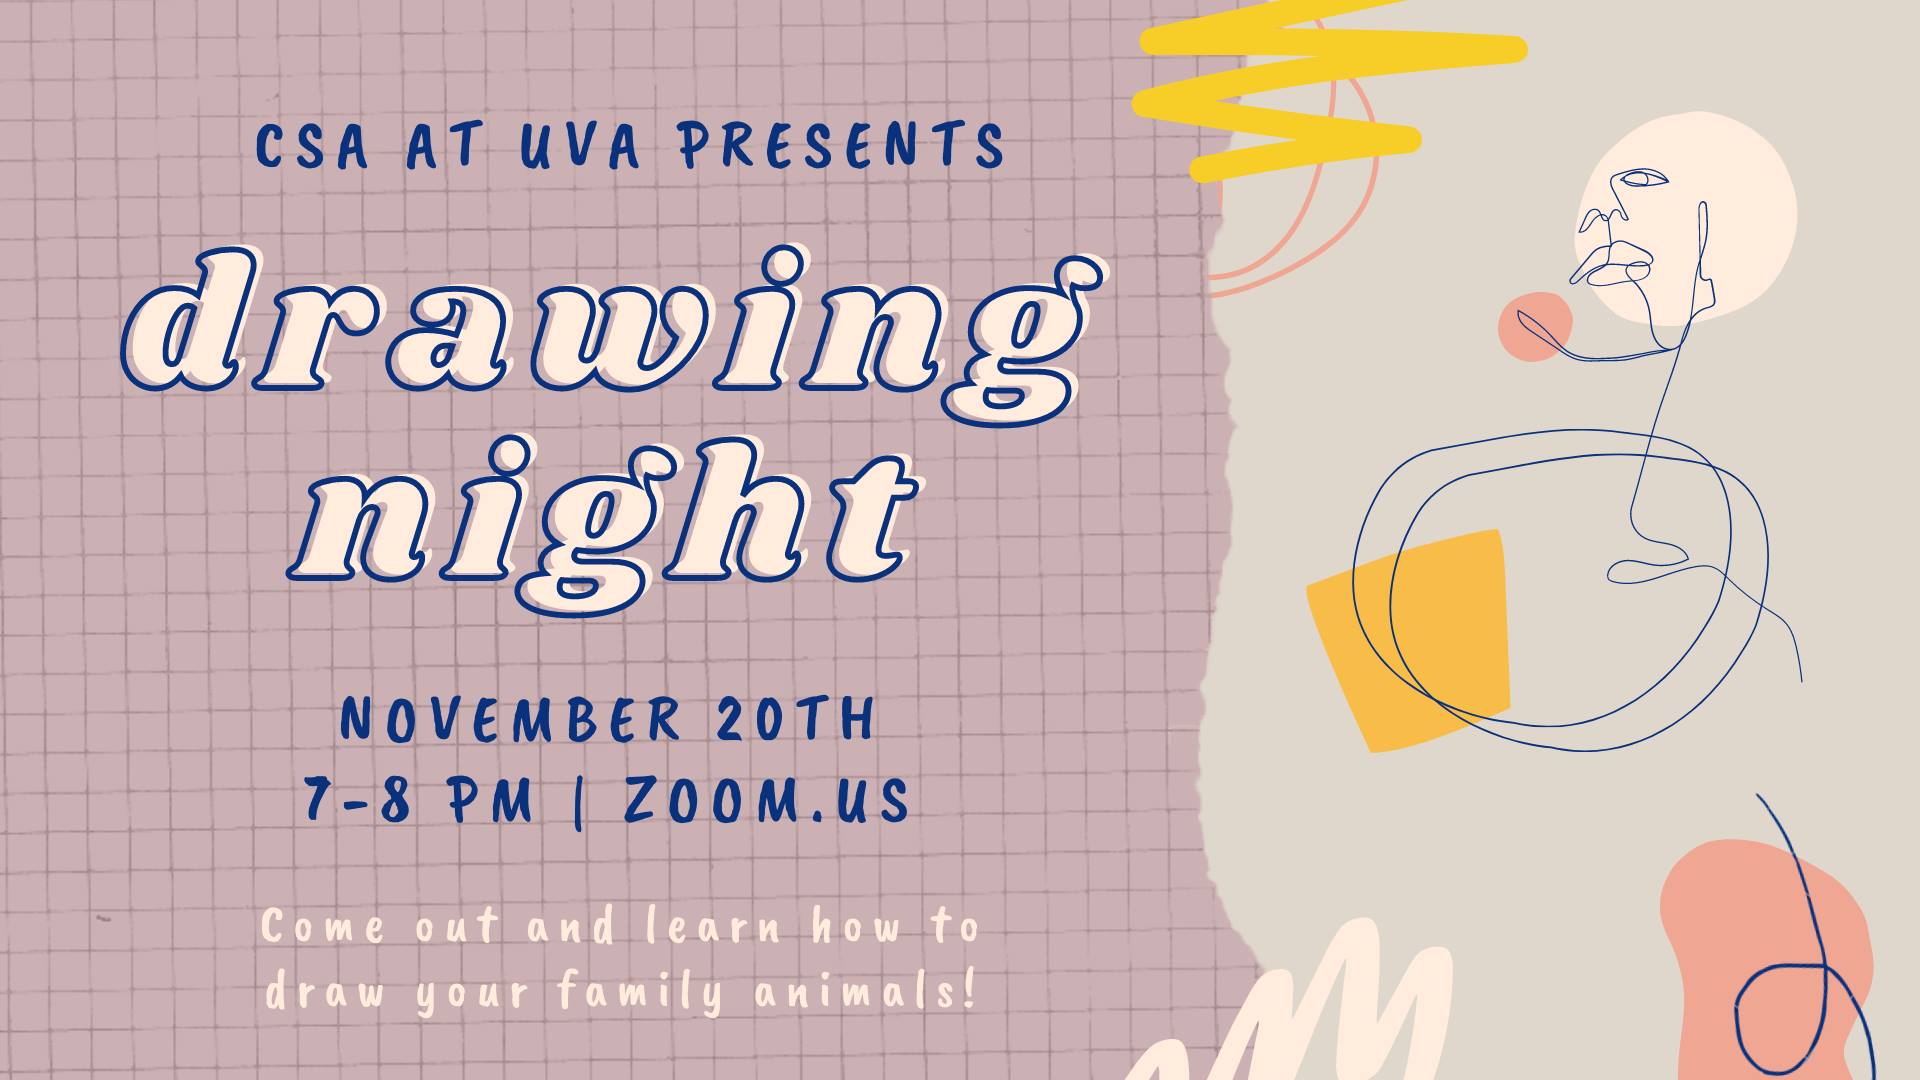 CSA AT UVA PRESENTS
drawing
night
NOVEMBER 20TH
7-8 PM | ZOOM.US
Come out and learn how to
draw your family animals!